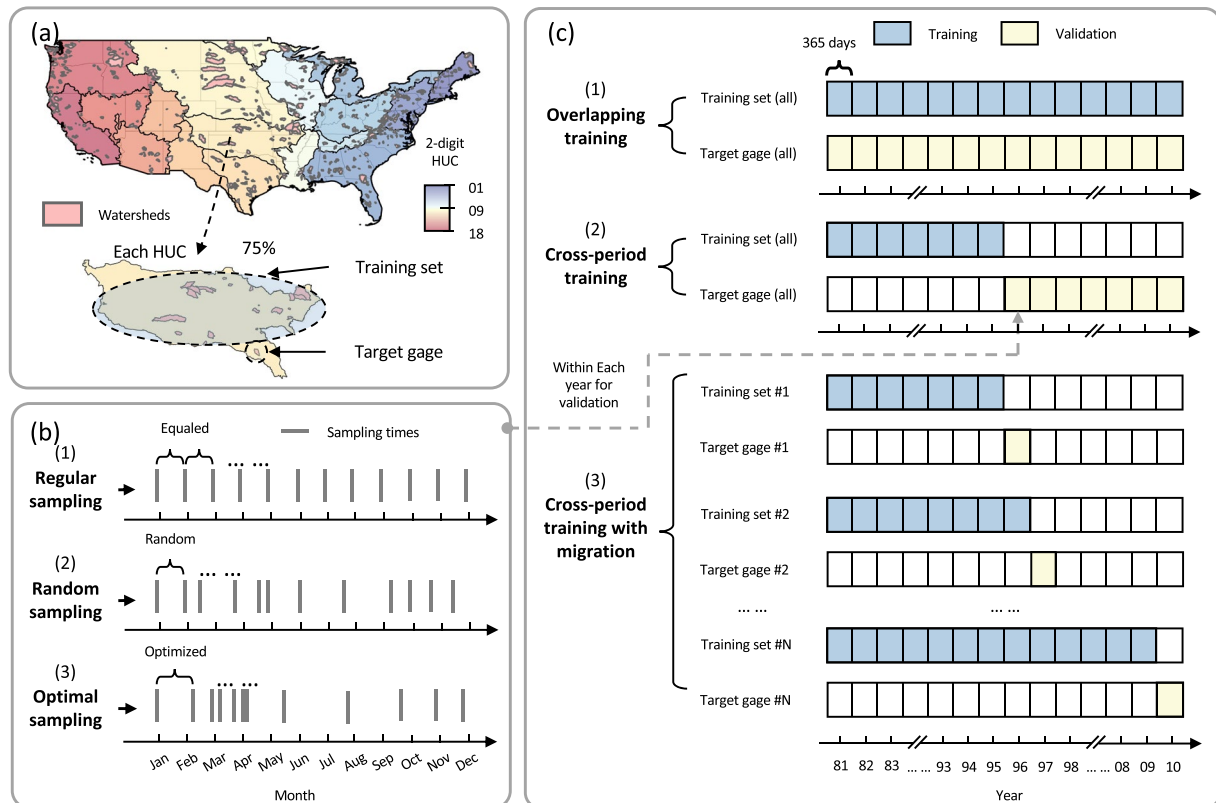 (a)
2-digit
HUC
01
09
18
Watersheds
Each HUC
75%
Training set
Target gage
(b)
Equaled
Sampling times
(1)
Regular
sampling
... ...
Random
(2)
Random
sampling
... ...
Optimized
(3)
Optimal
sampling
... ...
Jan Feb Mar Apr May Jun Jul Aug Sep Oct Nov Dec
Month
(c)
365 days
Training
Validation
(1)
Overlapping
training
Training set (all)
Target gage (all)
(2)
Cross-period
training
Training set (all)
Target gage (all)
Within Each
year for
validation
(3)
Cross-period
training with
migration
Training set #1
Target gage #1
Training set #2
Target gage #2
... ... ... ...
Training set #N
Target gage #N
81 82 83 ... ... 93 94 95 96 97 98 ... ... 08 09 10
Year